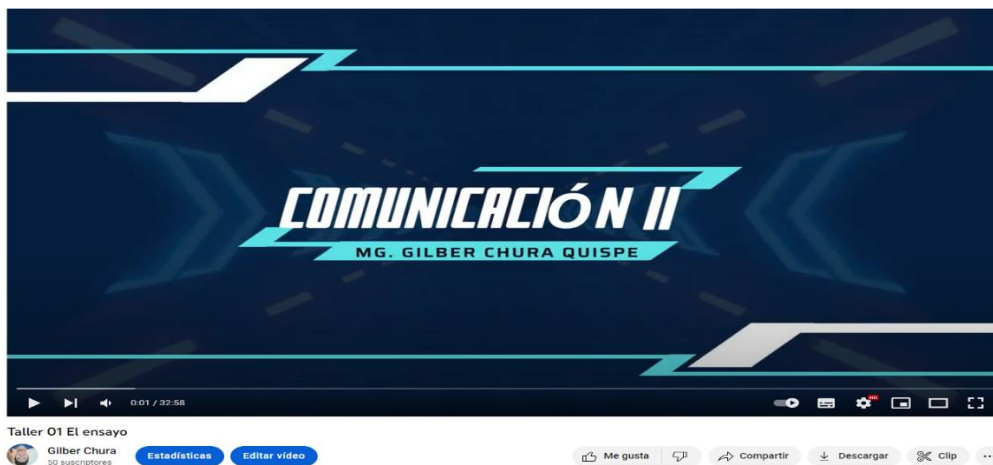 COMUNICACIÓN II
MG. GILBER CHURA QUISPE
0:01 / 32:58
HD
Taller 01 El ensayo
Gilber Chura
50 suscriptores
Estadísticas
Editar vídeo
Me gusta
Compartir
Descargar
Clip